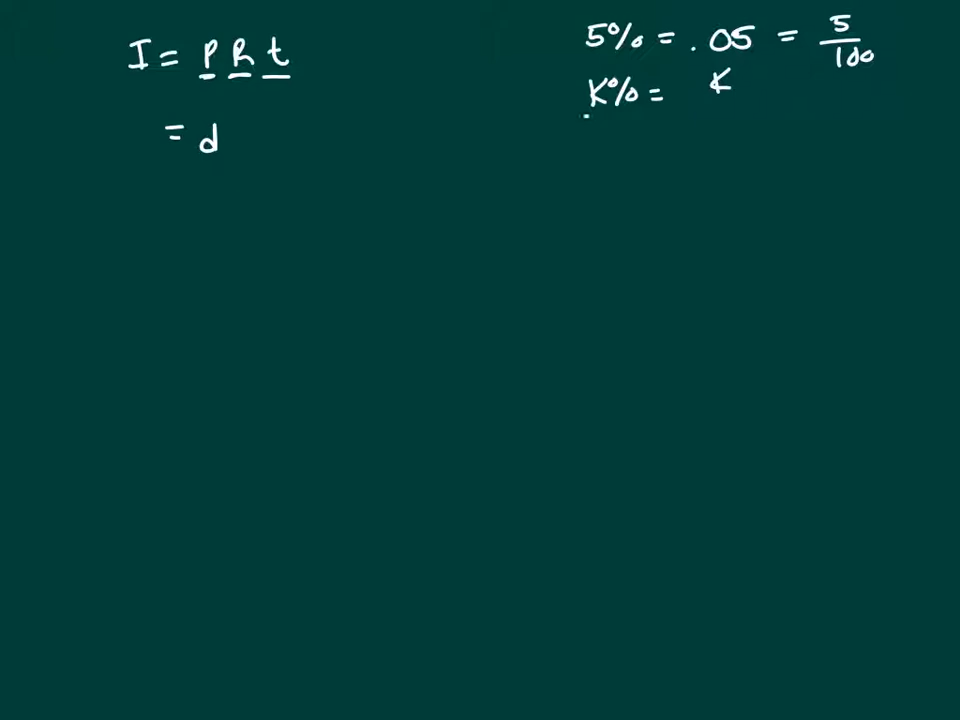 I = P R t
= d
5% = .05 = 5/100
K% = K